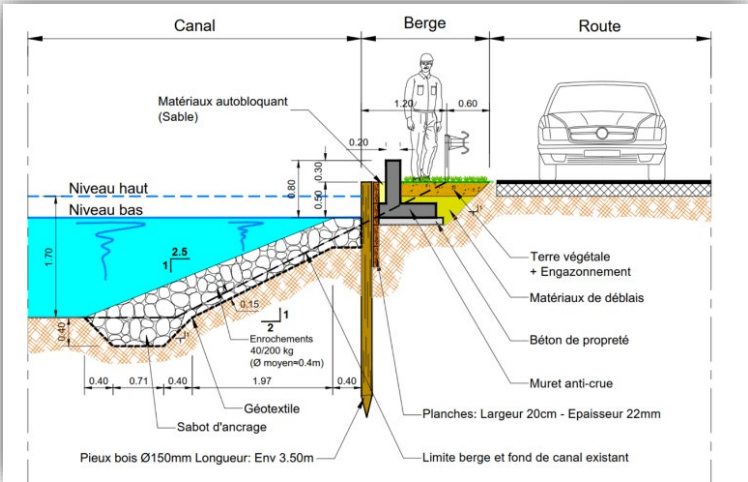 Canal
Berge
Route
Matériaux autobloquant
(Sable)
1.20
0.60
0.20
0.30
0.80
0.50
Niveau haut
Niveau bas
2.5
1
1.70
0.15
1
2
Enrochements
40/200 kg
(Ø moyen=0.4m)
0.40
0.40
0.71
0.40
1.97
0.40
Géotextile
Sabot d'ancrage
Pieux bois Ø150mm Longueur: Env 3.50m
Terre végétale
+ Engazonnement
Matériaux de déblais
Béton de propreté
Muret anti-crue
Planches: Largeur 20cm - Epaisseur 22mm
Limite berge et fond de canal existant